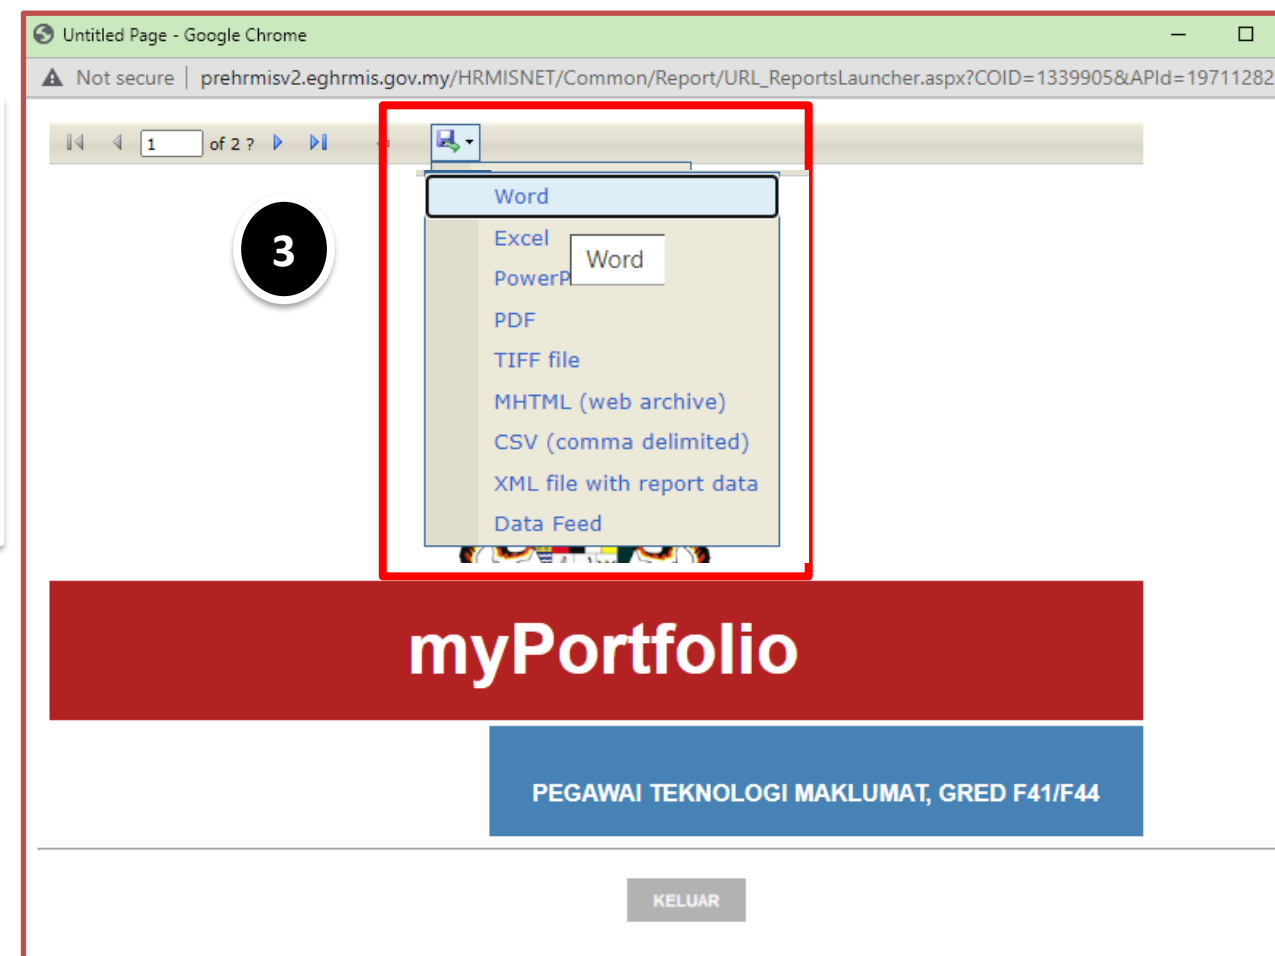 Untitled Page - Google Chrome
Not secure | prehrmisv2.eghrmis.gov.my/HRMISNET/Common/Report/URL_ReportsLauncher.aspx?COID=1339905&APId=19711282
1 of 2 ?
Word
3
Excel
Word
PowerP
PDF
TIFF file
MHTML (web archive)
CSV (comma delimited)
XML file with report data
Data Feed
myPortfolio
PEGAWAI TEKNOLOGI MAKLUMAT, GRED F41/F44
KELUAR